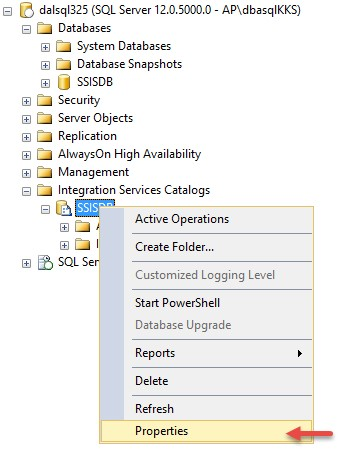 dalsql325 (SQL Server 12.0.5000.0 - AP\dbasqlKKS)
Databases
System Databases
Database Snapshots
SSISDB
Security
Server Objects
Replication
AlwaysOn High Availability
Management
Integration Services Catalogs
SSISDB
Active Operations
A
Create Folder...
I
SQL Ser
Customized Logging Level
Start PowerShell
Database Upgrade
Reports
Delete
Refresh
Properties